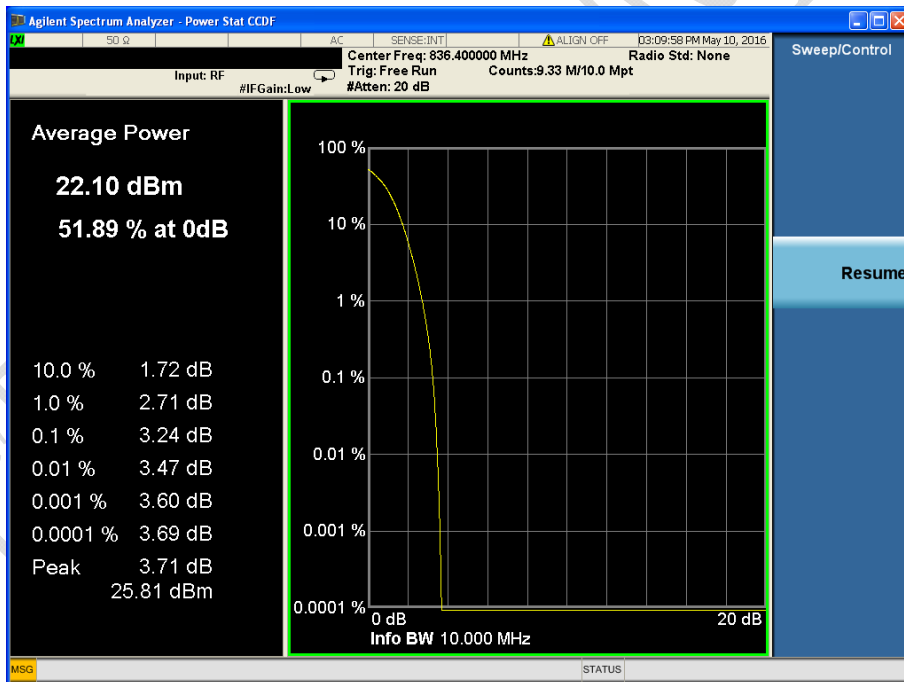 Agilent Spectrum Analyzer - Power Stat CCDF
LXI 50 Ω AC SENSE:INT ALIGN OFF 03:09:58 PM May 10, 2016
Center Freq: 836.400000 MHz Radio Std: None
Input: RF Trig: Free Run Counts:9.33 M/10.0 Mpt
#IFGain:Low #Atten: 20 dB
Sweep/Control
Resume
Average Power
22.10 dBm
51.89 % at 0dB
10.0 % 1.72 dB
1.0 % 2.71 dB
0.1 % 3.24 dB
0.01 % 3.47 dB
0.001 % 3.60 dB
0.0001 % 3.69 dB
Peak 3.71 dB
25.81 dBm
100 %
10 %
1 %
0.1 %
0.01 %
0.001 %
0.0001 %
0 dB 20 dB
Info BW 10.000 MHz
MSG STATUS